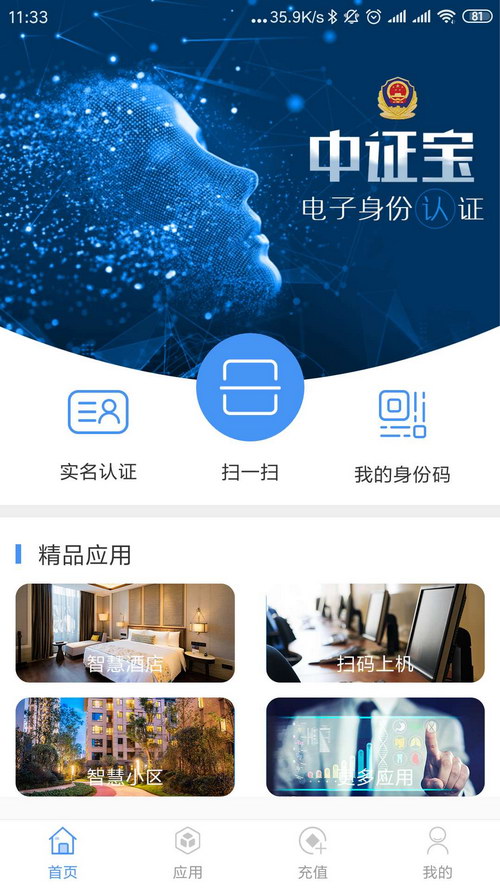 11:33
...35.9K/s
81
中证宝
电子身份认证
实名认证
扫一扫
我的身份码
精品应用
智慧酒店
扫码上机
智慧小区
更多应用
首页
应用
充值
我的